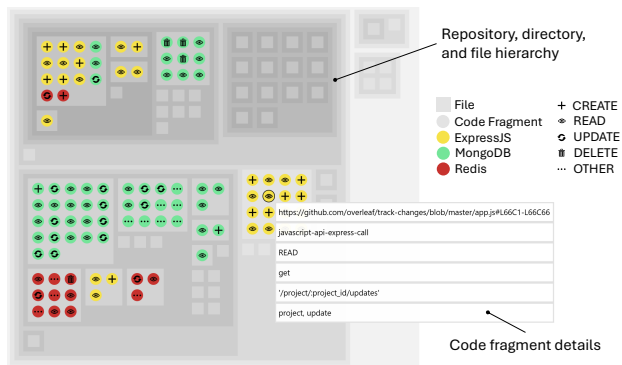 Repository, directory,
and file hierarchy
File
Code Fragment
ExpressJS
MongoDB
Redis
CREATE
READ
UPDATE
DELETE
OTHER
https://github.com/overleaf/track-changes/blob/master/app.js#L66C1-L66C66
javascript-api-express-call
READ
get
'/project/:project_id/updates'
project, update
Code fragment details